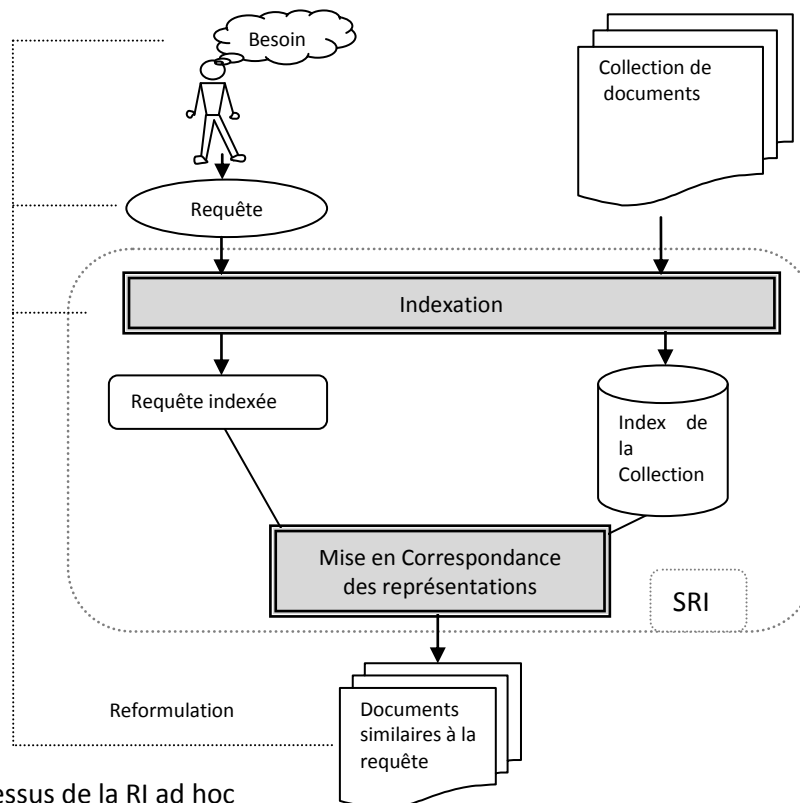 Besoin
Collection de
documents
Requête
Indexation
Requête indexée
Index de
la
Collection
Mise en Correspondance
des représentations
SRI
Reformulation
Documents
similaires à la
requête
de la RI ad hoc